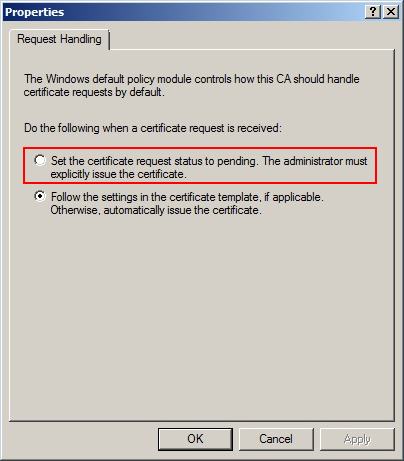 Properties
Request Handling
The Windows default policy module controls how this CA should handle
certificate requests by default.
Do the following when a certificate request is received:
Set the certificate request status to pending. The administrator must
explicitly issue the certificate.
Follow the settings in the certificate template, if applicable.
Otherwise, automatically issue the certificate.
OK
Cancel
Apply